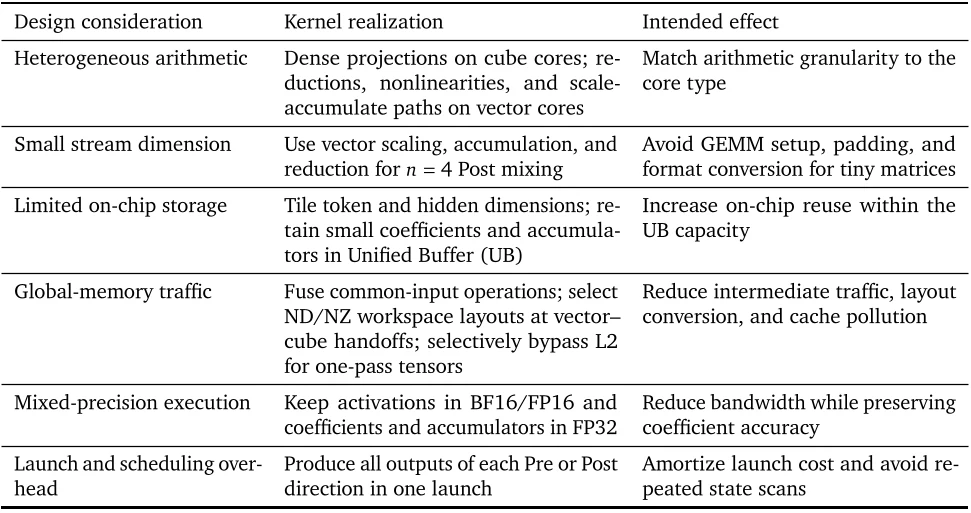 Design consideration Kernel realization Intended effect
Heterogeneous arithmetic Dense projections on cube cores; re- Match arithmetic granularity to the
ductions, nonlinearities, and scale- core type
accumulate paths on vector cores
Small stream dimension Use vector scaling, accumulation, and Avoid GEMM setup, padding, and
reduction for n = 4 Post mixing format conversion for tiny matrices
Limited on-chip storage Tile token and hidden dimensions; re- Increase on-chip reuse within the
tain small coefficients and accumula- UB capacity
tors in Unified Buffer (UB)
Global-memory traffic Fuse common-input operations; select Reduce intermediate traffic, layout
ND/NZ workspace layouts at vector– conversion, and cache pollution
cube handoffs; selectively bypass L2
for one-pass tensors
Mixed-precision execution Keep activations in BF16/FP16 and Reduce bandwidth while preserving
coefficients and accumulators in FP32 coefficient accuracy
Launch and scheduling over- Produce all outputs of each Pre or Post Amortize launch cost and avoid re-
head direction in one launch peated state scans